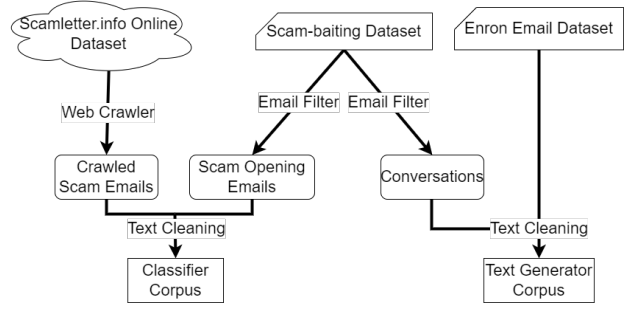 Scamletter.info Online
Dataset
Scam-baiting Dataset
Enron Email Dataset
Web Crawler
Email Filter
Email Filter
Crawled
Scam Emails
Scam Opening
Emails
Conversations
Text Cleaning
Text Cleaning
Classifier
Corpus
Text Generator
Corpus